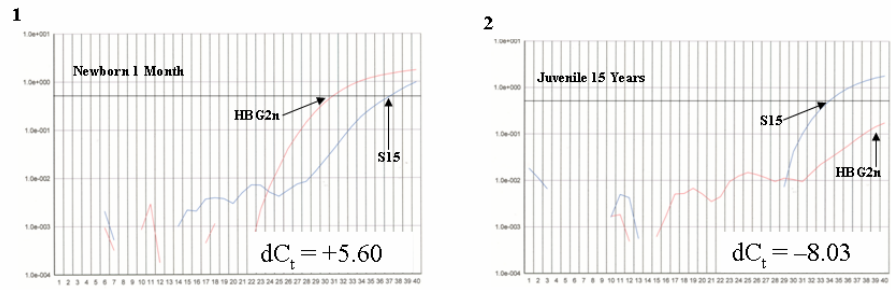 1
1.0e+001
1.0e+000
1.0e-001
1.0e-002
1.0e-003
1.0e-004
Newborn 1 Month
HBG2n
S15
dCt = +5.60
1 2 3 4 5 6 7 8 9 10 11 12 13 14 15 16 17 18 19 20 21 22 23 24 25 26 27 28 29 30 31 32 33 34 35 36 37 38 39 40
2
1.0e+001
1.0e+000
1.0e-001
1.0e-002
1.0e-003
1.0e-004
Juvenile 15 Years
S15
HBG2n
dCt = –8.03
1 2 3 4 5 6 7 8 9 10 11 12 13 14 15 16 17 18 19 20 21 22 23 24 25 26 27 28 29 30 31 32 33 34 35 36 37 38 39 40